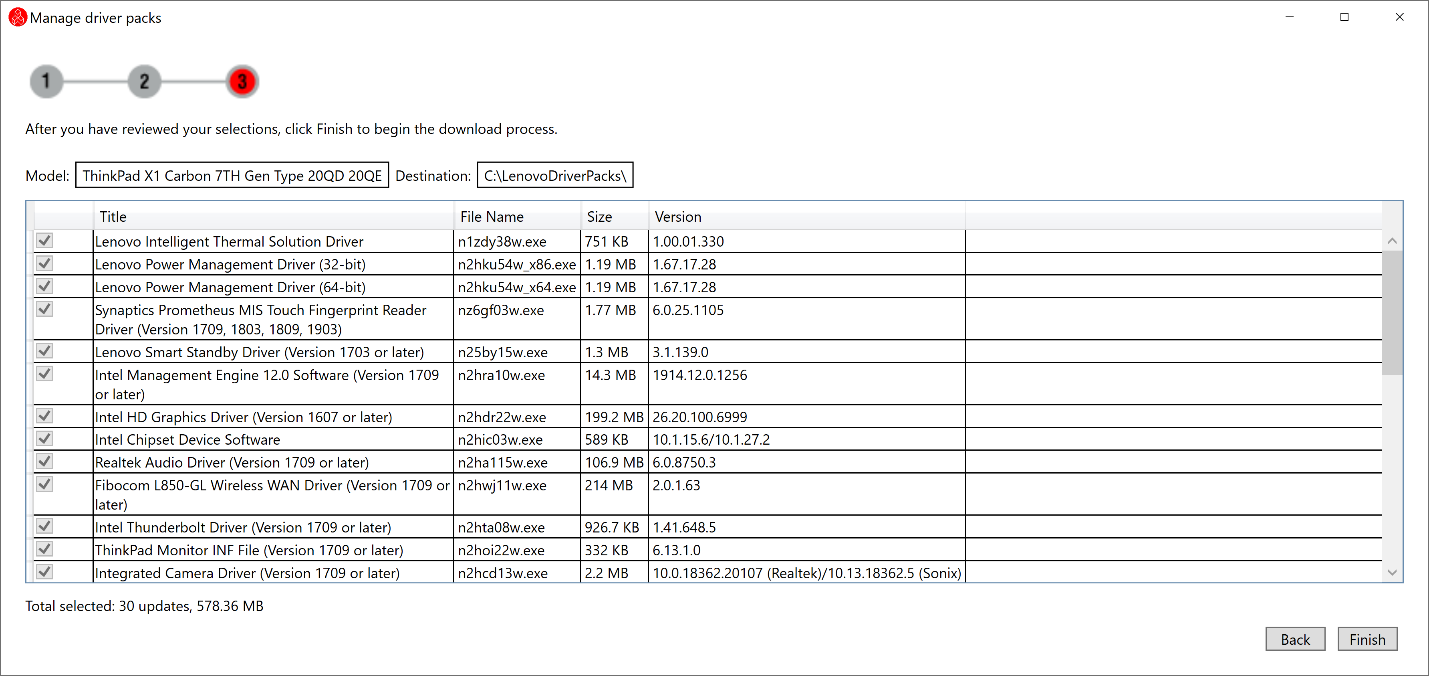 Manage driver packs
1 2 3
After you have reviewed your selections, click Finish to begin the download process.
Model: ThinkPad X1 Carbon 7TH Gen Type 20QD 20QE Destination: C:\LenovoDriverPacks\
Title File Name Size Version
Lenovo Intelligent Thermal Solution Driver n1zdy38w.exe 751 KB 1.00.01.330
Lenovo Power Management Driver (32-bit) n2hku54w_x86.exe 1.19 MB 1.67.17.28
Lenovo Power Management Driver (64-bit) n2hku54w_x64.exe 1.19 MB 1.67.17.28
Synaptics Prometheus MIS Touch Fingerprint Reader nz6gf03w.exe 1.77 MB 6.0.25.1105
Driver (Version 1709, 1803, 1809, 1903)
Lenovo Smart Standby Driver (Version 1703 or later) n25by15w.exe 1.3 MB 3.1.139.0
Intel Management Engine 12.0 Software (Version 1709 n2hra10w.exe 14.3 MB 1914.12.0.1256
or later)
Intel HD Graphics Driver (Version 1607 or later) n2hdr22w.exe 199.2 MB 26.20.100.6999
Intel Chipset Device Software n2hic03w.exe 589 KB 10.1.15.6/10.1.27.2
Realtek Audio Driver (Version 1709 or later) n2ha115w.exe 106.9 MB 6.0.8750.3
Fibocom L850-GL Wireless WAN Driver (Version 1709 or n2hwj11w.exe 214 MB 2.0.1.63
later)
Intel Thunderbolt Driver (Version 1709 or later) n2hta08w.exe 926.7 KB 1.41.648.5
ThinkPad Monitor INF File (Version 1709 or later) n2hoi22w.exe 332 KB 6.13.1.0
Integrated Camera Driver (Version 1709 or later) n2hcd13w.exe 2.2 MB 10.0.18362.20107 (Realtek)/10.13.18362.5 (Sonix)
Total selected: 30 updates, 578.36 MB
Back Finish